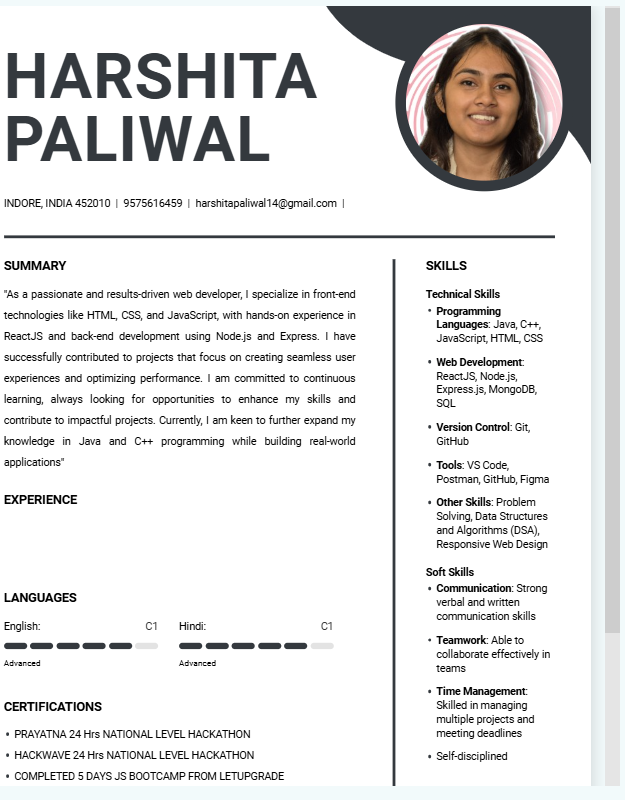 HARSHITA
PALIWAL
INDORE, INDIA 452010 | 9575616459 | harshitapaliwal14@gmail.com |
SUMMARY
"As a passionate and results-driven web developer, I specialize in front-end
technologies like HTML, CSS, and JavaScript, with hands-on experience in
ReactJS and back-end development using Node.js and Express. I have
successfully contributed to projects that focus on creating seamless user
experiences and optimizing performance. I am committed to continuous
learning, always looking for opportunities to enhance my skills and
contribute to impactful projects. Currently, I am keen to further expand my
knowledge in Java and C++ programming while building real-world
applications"
EXPERIENCE
LANGUAGES
English: C1
Advanced
Hindi: C1
Advanced
CERTIFICATIONS
• PRAYATNA 24 Hrs NATIONAL LEVEL HACKATHON
• HACKWAVE 24 Hrs NATIONAL LEVEL HACKATHON
• COMPLETED 5 DAYS JS BOOTCAMP FROM LETUPGRADE
SKILLS
Technical Skills
• Programming
Languages: Java, C++,
JavaScript, HTML, CSS
• Web Development:
ReactJS, Node.js,
Express.js, MongoDB,
SQL
• Version Control: Git,
GitHub
• Tools: VS Code,
Postman, GitHub, Figma
• Other Skills: Problem
Solving, Data Structures
and Algorithms (DSA),
Responsive Web Design
Soft Skills
• Communication: Strong
verbal and written
communication skills
• Teamwork: Able to
collaborate effectively in
teams
• Time Management:
Skilled in managing
multiple projects and
meeting deadlines
• Self-disciplined